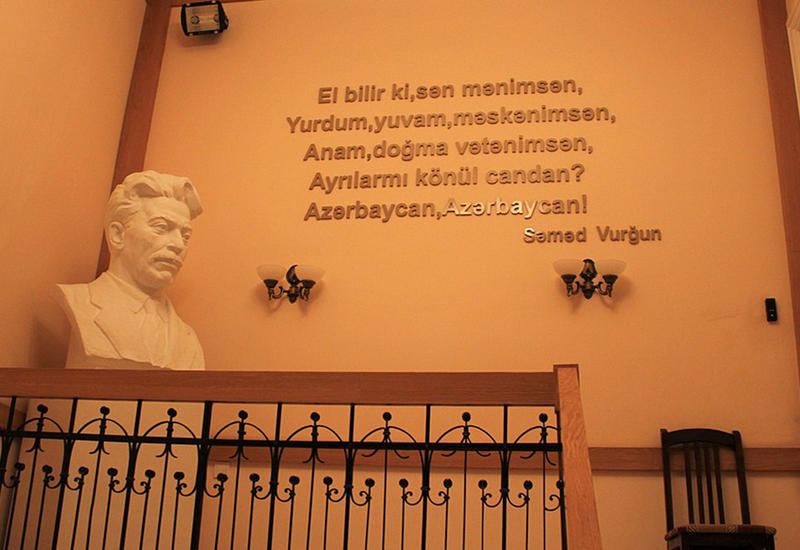 El bilir ki,sən mənimsən,
Yurdum,yuvam,məskənimsən,
Anam,doğma vətənimsən,
Ayrılarmı könül candan?
Azərbaycan,Azərbaycan!
Səməd Vurğun